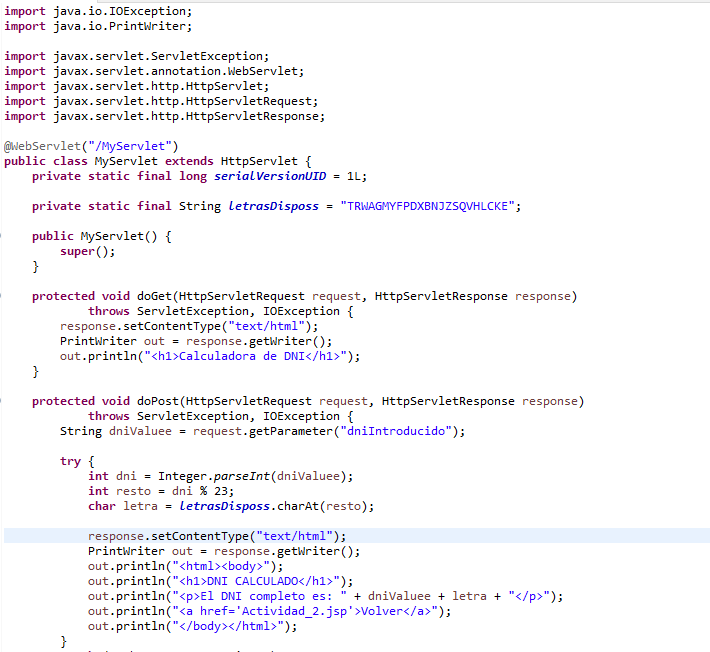 import java.io.IOException;
import java.io.PrintWriter;
import javax.servlet.ServletException;
import javax.servlet.annotation.WebServlet;
import javax.servlet.http.HttpServlet;
import javax.servlet.http.HttpServletRequest;
import javax.servlet.http.HttpServletResponse;
@WebServlet("/MyServlet")
public class MyServlet extends HttpServlet {
private static final long serialVersionUID = 1L;
private static final String letrasDisposs = "TRWAGMYFPDXBNJZSQVHLCKE";
public MyServlet() {
super();
}
protected void doGet(HttpServletRequest request, HttpServletResponse response)
throws ServletException, IOException {
response.setContentType("text/html");
PrintWriter out = response.getWriter();
out.println("<h1>Calculadora de DNI</h1>");
}
protected void doPost(HttpServletRequest request, HttpServletResponse response)
throws ServletException, IOException {
String dniValuee = request.getParameter("dniIntroducido");
try {
int dni = Integer.parseInt(dniValuee);
int resto = dni % 23;
char letra = letrasDisposs.charAt(resto);
response.setContentType("text/html");
PrintWriter out = response.getWriter();
out.println("<html><body>");
out.println("<h1>DNI CALCULADO</h1>");
out.println("<p>El DNI completo es: " + dniValuee + letra + "</p>");
out.println("<a href='Actividad_2.jsp'>Volver</a>");
out.println("</body></html>");
}